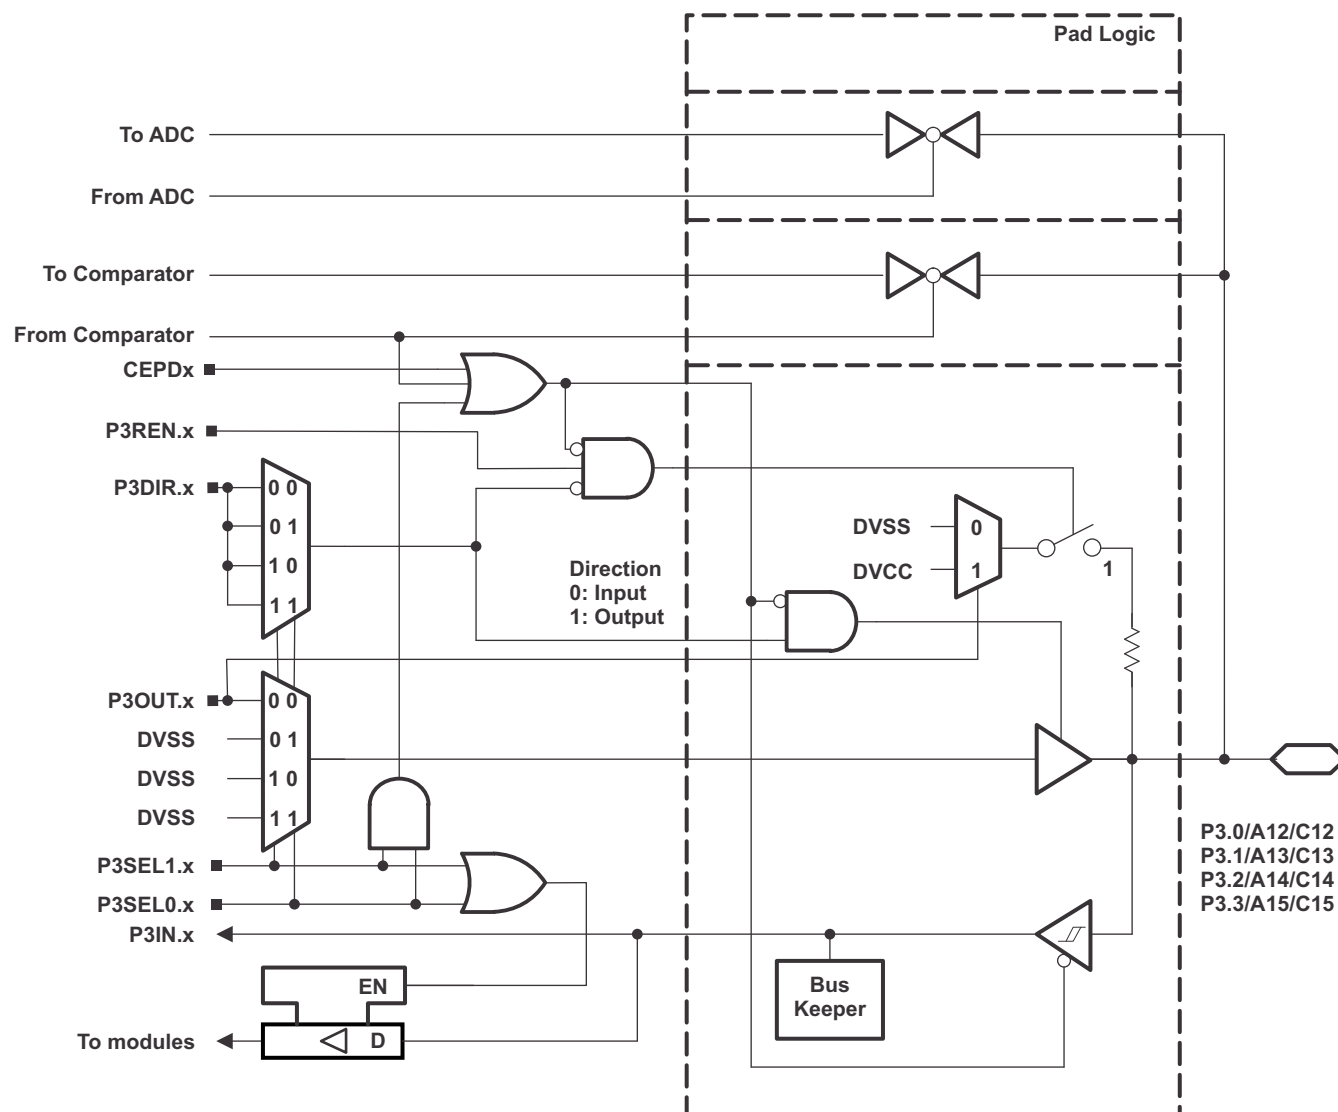 Pad Logic
To ADC
From ADC
To Comparator
From Comparator
CEPDx
P3REN.x
P3DIR.x
0 0
0 1
1 0
1 1
Direction
0: Input
1: Output
DVSS
0
DVCC
1
1
P3OUT.x
0 0
DVSS
0 1
DVSS
1 0
DVSS
1 1
P3SEL1.x
P3SEL0.x
P3IN.x
P3.0/A12/C12
P3.1/A13/C13
P3.2/A14/C14
P3.3/A15/C15
Bus
Keeper
EN
D
To modules